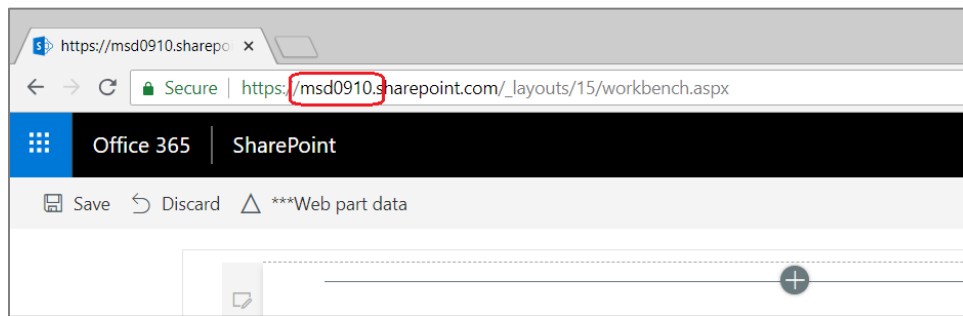 https://msd0910.sharepo
Secure | https://msd0910.sharepoint.com/_layouts/15/workbench.aspx
Office 365 | SharePoint
Save Discard ***Web part data